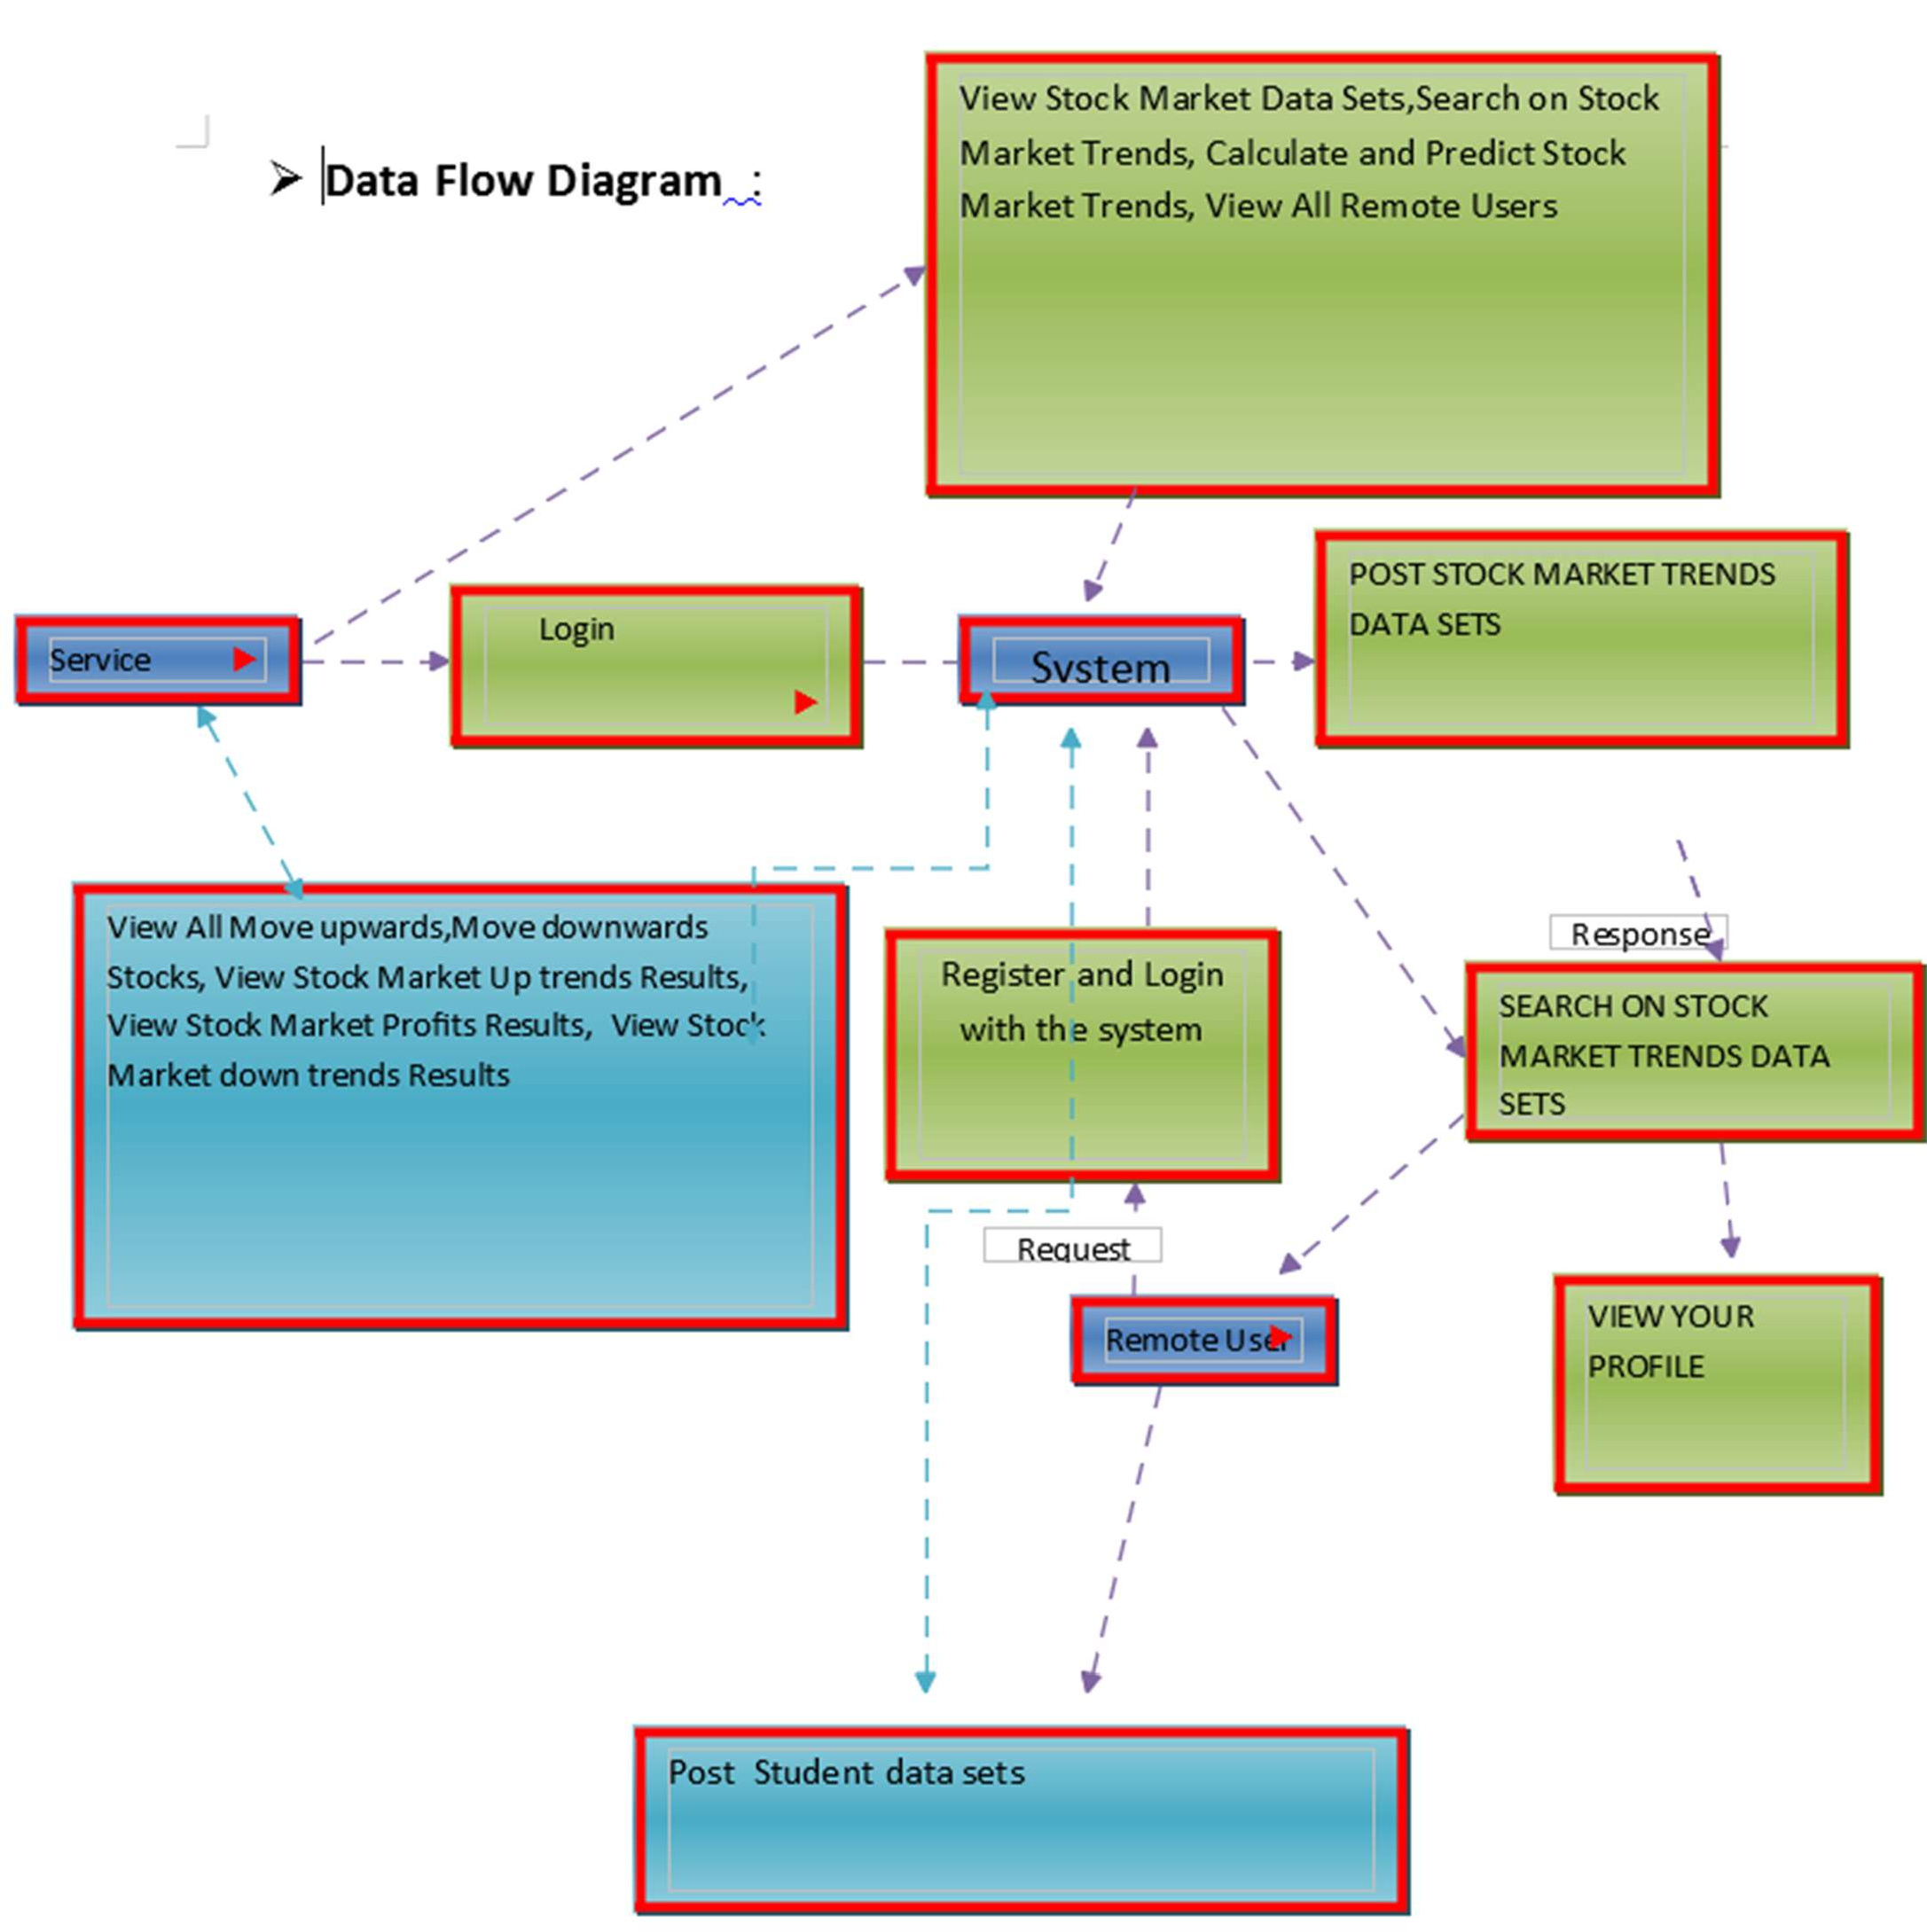 ➢ Data Flow Diagram :
View Stock Market Data Sets,Search on Stock
Market Trends, Calculate and Predict Stock
Market Trends, View All Remote Users
Service
Login
System
POST STOCK MARKET TRENDS
DATA SETS
View All Move upwards,Move downwards
Stocks, View Stock Market Up trends Results,
View Stock Market Profits Results, View Stock
Market down trends Results
Register and Login
with the system
Response
SEARCH ON STOCK
MARKET TRENDS DATA
SETS
Request
Remote User
VIEW YOUR
PROFILE
Post Student data sets